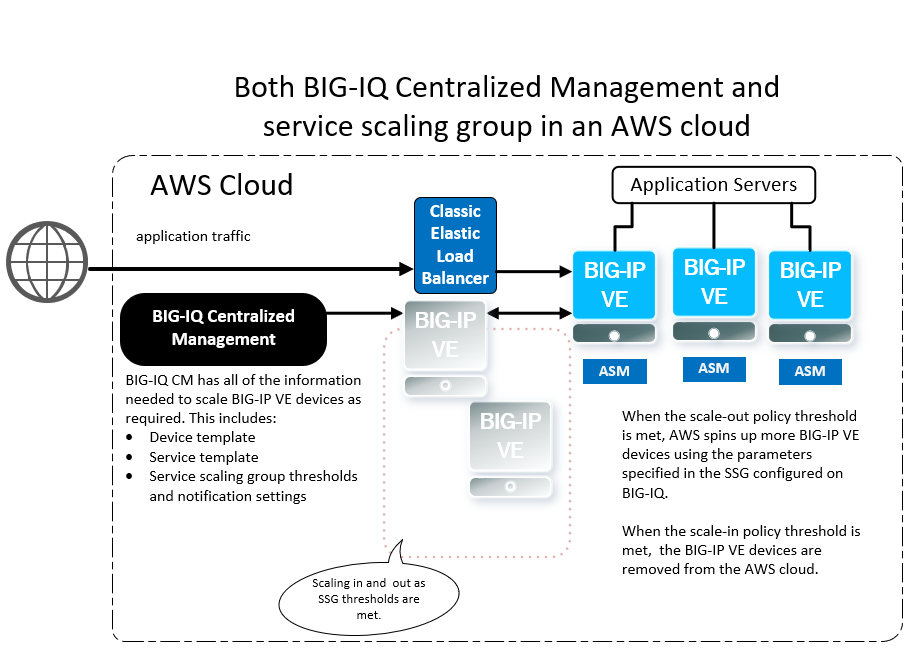 Both BIG-IQ Centralized Management and
service scaling group in an AWS cloud
AWS Cloud
application traffic
Classic
Elastic
Load
Balancer
Application Servers
BIG-IP
VE
BIG-IP
VE
BIG-IP
VE
ASM
ASM
ASM
BIG-IQ Centralized
Management
BIG-IP
VE
BIG-IP
VE
BIG-IQ CM has all of the information
needed to scale BIG-IP VE devices as
required. This includes:
• Device template
• Service template
• Service scaling group thresholds
and notification settings
When the scale-out policy threshold
is met, AWS spins up more BIG-IP VE
devices using the parameters
specified in the SSG configured on
BIG-IQ.
When the scale-in policy threshold is
met, the BIG-IP VE devices are
removed from the AWS cloud.
Scaling in and out as
SSG thresholds are
met.